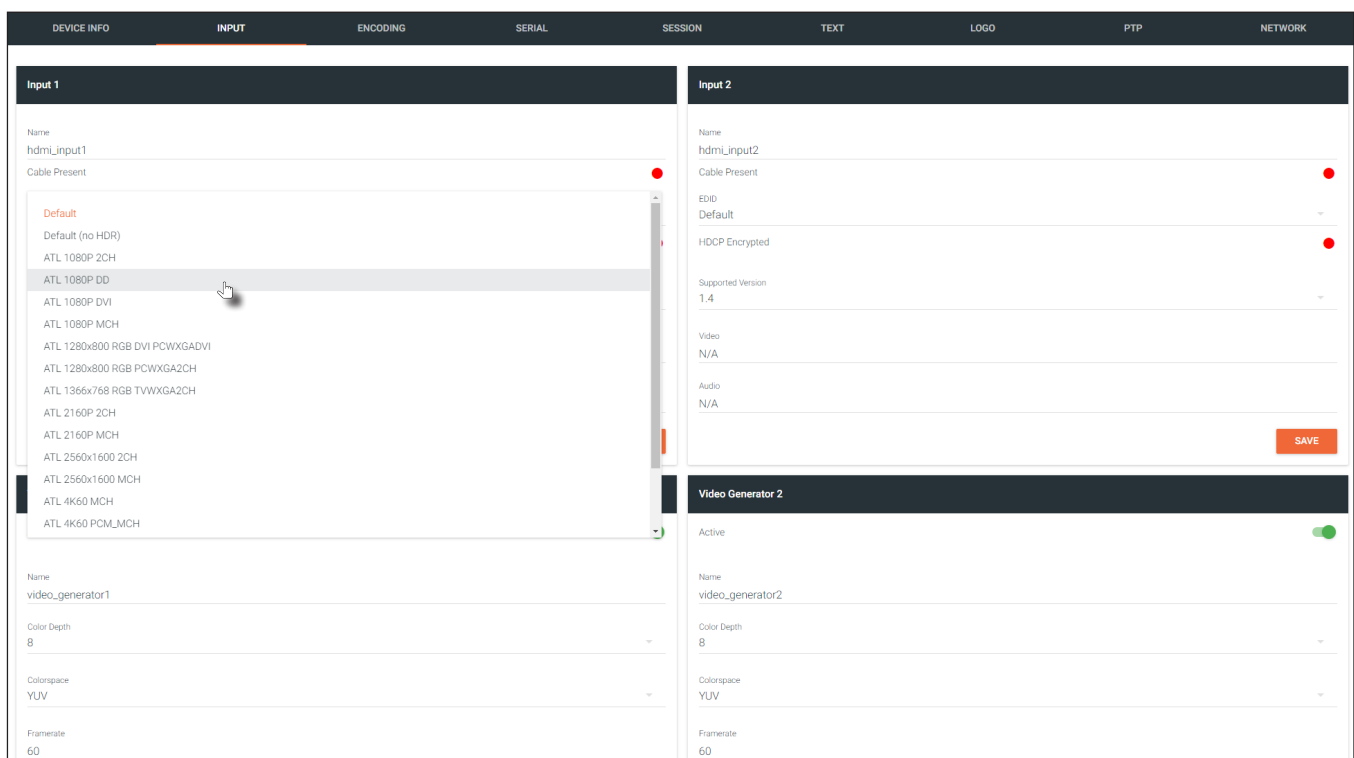 DEVICE INFO INPUT ENCODING SERIAL SESSION TEXT LOGO PTP NETWORK
Input 1
Name
hdmi_input1
Cable Present
Default
Default (no HDR)
ATL 1080P 2CH
ATL 1080P DD
ATL 1080P DVI
ATL 1080P MCH
ATL 1280x800 RGB DVI PCWXGADVI
ATL 1280x800 RGB PCWXGA2CH
ATL 1366x768 RGB TVWXGA2CH
ATL 2160P 2CH
ATL 2160P MCH
ATL 2560x1600 2CH
ATL 2560x1600 MCH
ATL 4K60 MCH
ATL 4K60 PCM_MCH
Input 2
Name
hdmi_input2
Cable Present
EDID
Default
HDCP Encrypted
Supported Version
1.4
Video
N/A
Audio
N/A
SAVE
Name
video_generator1
Color Depth
8
Colorspace
YUV
Framerate
60
Video Generator 2
Active
Name
video_generator2
Color Depth
8
Colorspace
YUV
Framerate
60